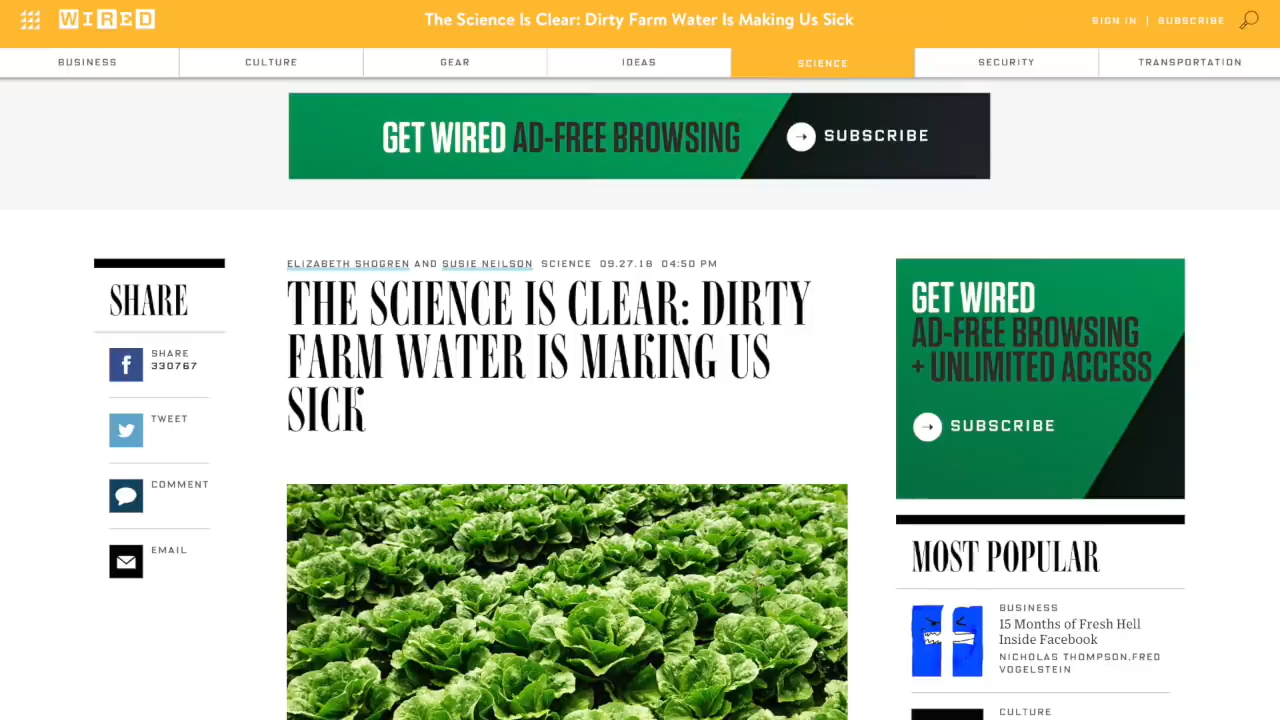 WIRED
The Science Is Clear: Dirty Farm Water Is Making Us Sick
SIGN IN | SUBSCRIBE
BUSINESS
CULTURE
GEAR
IDEAS
SCIENCE
SECURITY
TRANSPORTATION
GET WIRED AD-FREE BROWSING
SUBSCRIBE
SHARE
SHARE
330767
TWEET
COMMENT
EMAIL
ELIZABETH SHOGREN AND SUSIE NEILSON SCIENCE 09.27.18 04:50 PM
THE SCIENCE IS CLEAR: DIRTY
FARM WATER IS MAKING US
SICK
GET WIRED
AD-FREE BROWSING
+ UNLIMITED ACCESS
SUBSCRIBE
MOST POPULAR
BUSINESS
15 Months of Fresh Hell
Inside Facebook
NICHOLAS THOMPSON,FRED
VOGELSTEIN
CULTURE